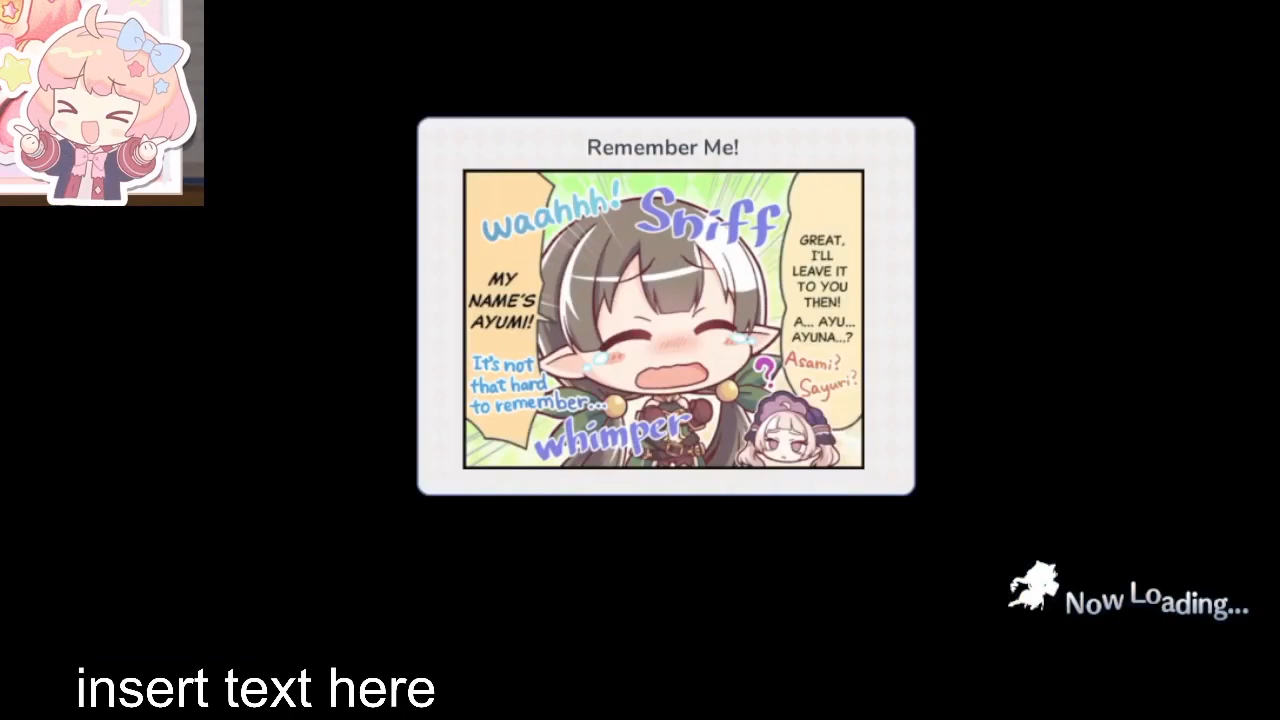 Remember Me!
waahhh!
Sniff
GREAT,
I'LL
LEAVE IT
TO YOU
THEN!
A... AYU...
AYUNA...?
Asami?
Sayuri?
?
MY
NAME'S
AYUMI!
It's not
that hard
to remember...
whimper
Now Loading...
insert text here